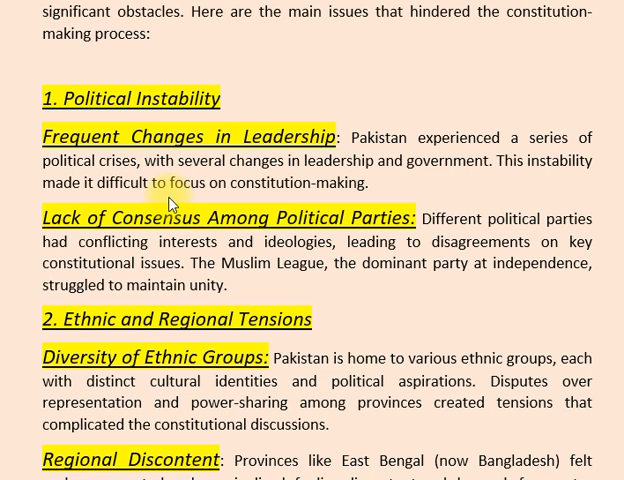 significant obstacles. Here are the main issues that hindered the constitution-
making process:
1. Political Instability
Frequent Changes in Leadership: Pakistan experienced a series of
political crises, with several changes in leadership and government. This instability
made it difficult to focus on constitution-making.
Lack of Consensus Among Political Parties: Different political parties
had conflicting interests and ideologies, leading to disagreements on key
constitutional issues. The Muslim League, the dominant party at independence,
struggled to maintain unity.
2. Ethnic and Regional Tensions
Diversity of Ethnic Groups: Pakistan is home to various ethnic groups, each
with distinct cultural identities and political aspirations. Disputes over
representation and power-sharing among provinces created tensions that
complicated the constitutional discussions.
Regional Discontent: Provinces like East Bengal (now Bangladesh) felt